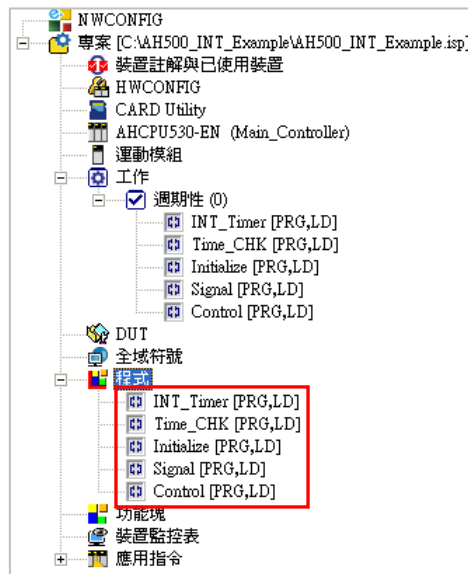 NWCONFIG
專案 [C:\AH500_INT_Example\AH500_INT_Example.isp]
裝置註解與已使用裝置
HWCONFIG
CARD Utility
AHCPU530-EN (Main_Controller)
運動模組
工作
週期性 (0)
INT_Timer [PRG,LD]
Time_CHK [PRG,LD]
Initialize [PRG,LD]
Signal [PRG,LD]
Control [PRG,LD]
DUT
全域符號
程式
INT_Timer [PRG,LD]
Time_CHK [PRG,LD]
Initialize [PRG,LD]
Signal [PRG,LD]
Control [PRG,LD]
功能塊
裝置監控表
應用指令